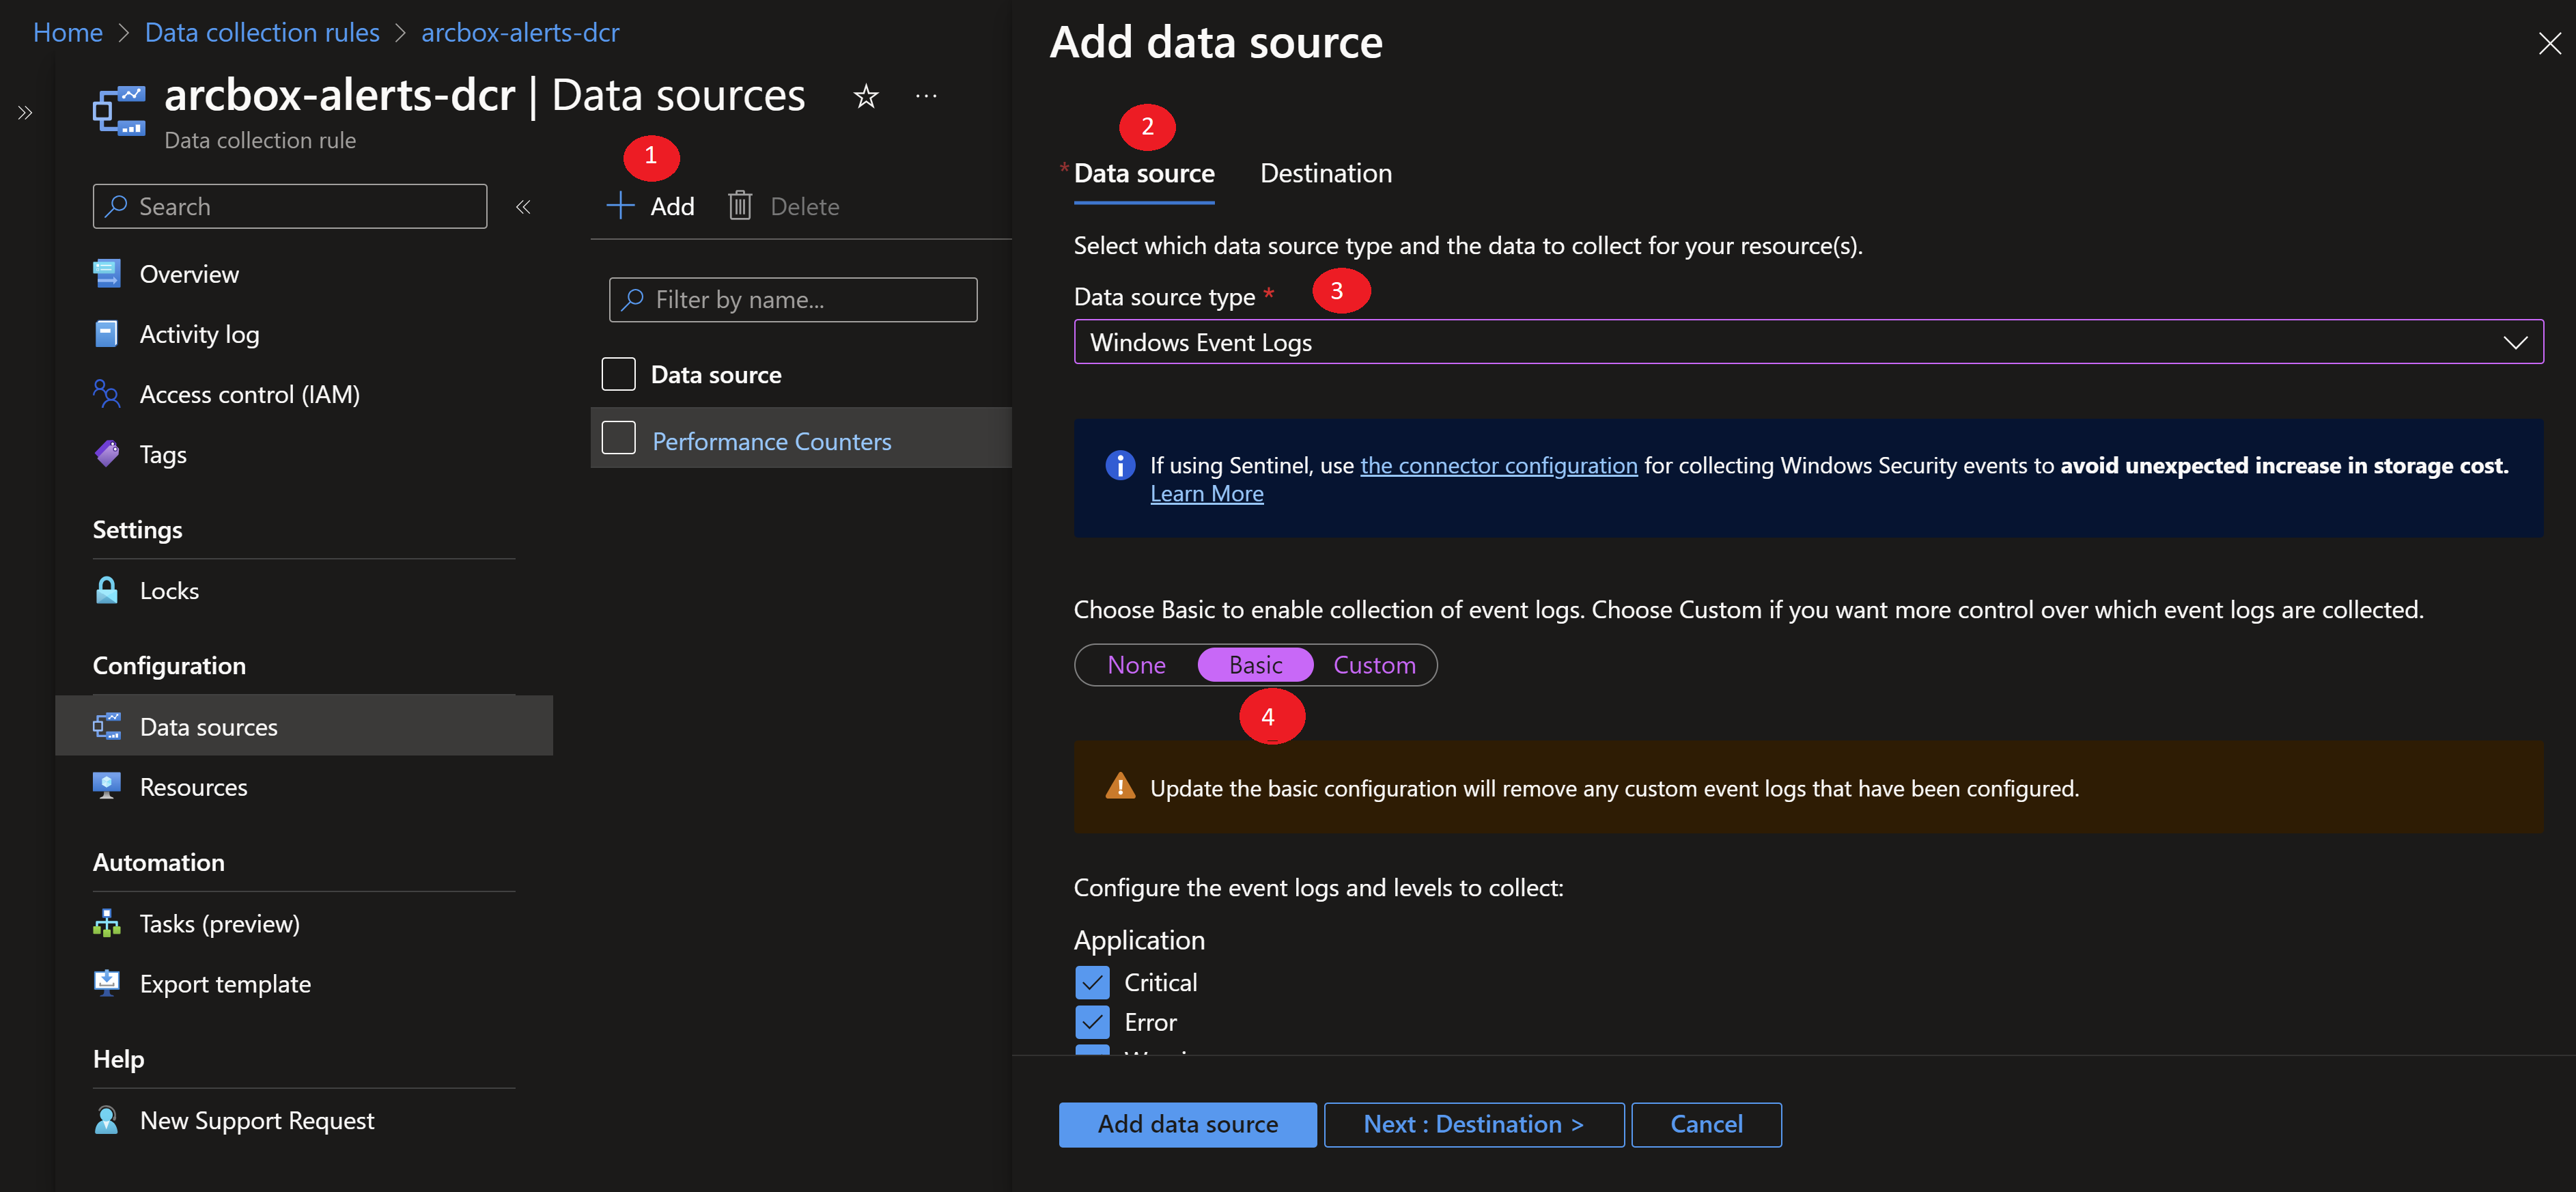 Home > Data collection rules > arcbox-alerts-dcr
arcbox-alerts-dcr | Data sources
Data collection rule
Search
Overview
Activity log
Access control (IAM)
Tags
Settings
Locks
Configuration
Data sources
Resources
Automation
Tasks (preview)
Export template
Help
New Support Request
1
Add Delete
Filter by name...
Data source
Performance Counters
Add data source
2
* Data source Destination
Select which data source type and the data to collect for your resource(s).
Data source type * 3
Windows Event Logs
If using Sentinel, use the connector configuration for collecting Windows Security events to avoid unexpected increase in storage cost.
Learn More
Choose Basic to enable collection of event logs. Choose Custom if you want more control over which event logs are collected.
None Basic Custom
4
Update the basic configuration will remove any custom event logs that have been configured.
Configure the event logs and levels to collect:
Application
Critical
Error
Add data source Next : Destination > Cancel